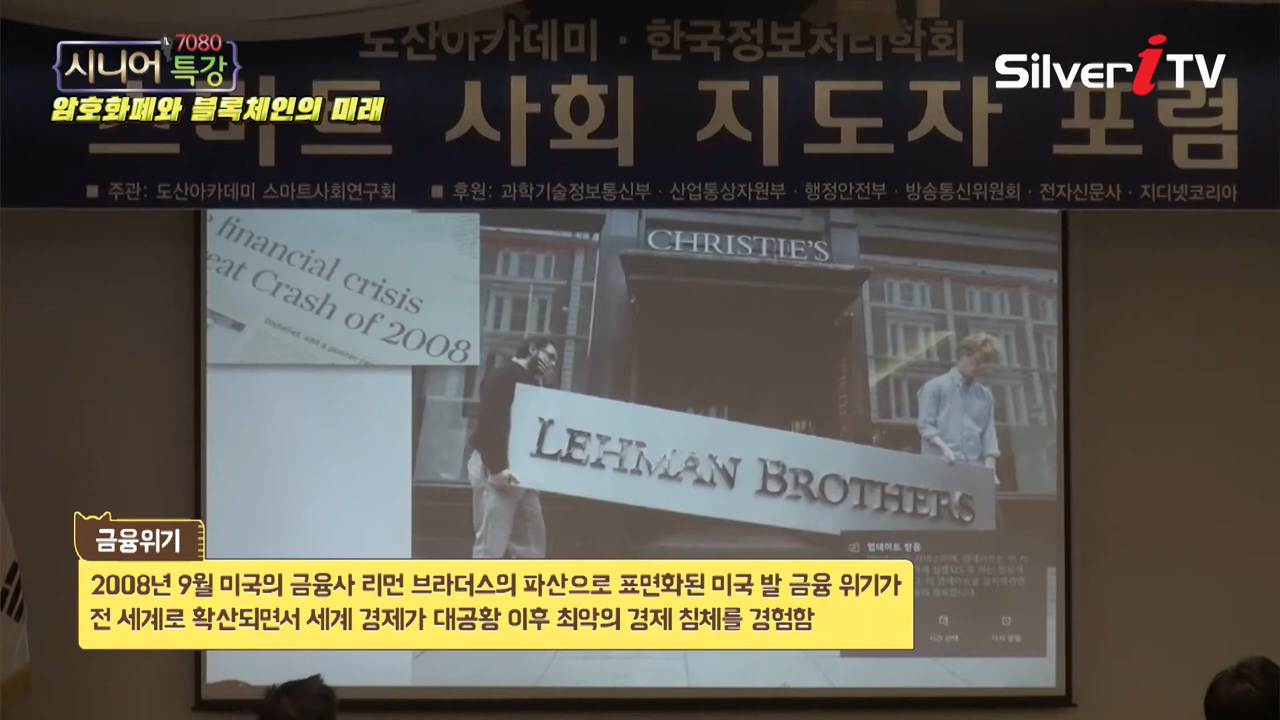 도산아카데미 · 한국정보처리학회
시니어 7080 특강
암호화폐와 블록체인의 미래
Silver i TV
스마트 사회 지도자 포럼
■ 주관: 도산아카데미 스마트사회연구회 ■ 후원: 과학기술정보통신부 · 산업통상자원부 · 행정안전부 · 방송통신위원회 · 전자신문사 · 지디넷코리아
financial crisis
eat Crash of 2008
CHRISTIE'S
LEHMAN BROTHERS
업데이트 받음
금융위기
2008년 9월 미국의 금융사 리먼 브라더스의 파산으로 표면화된 미국 발 금융 위기가
전 세계로 확산되면서 세계 경제가 대공황 이후 최악의 경제 침체를 경험함